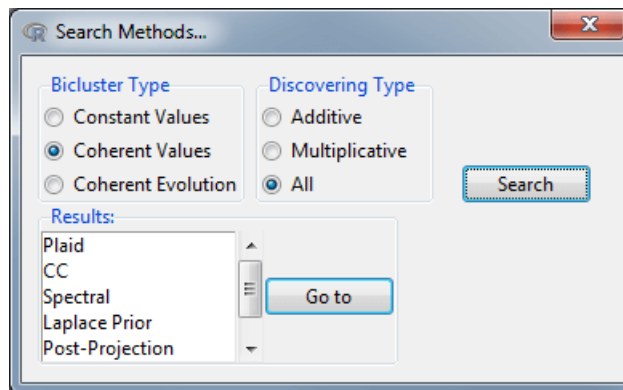 Search Methods...
Bicluster Type
Constant Values
Coherent Values
Coherent Evolution
Discovering Type
Additive
Multiplicative
All
Search
Results:
Plaid
CC
Spectral
Laplace Prior
Post-Projection
Go to